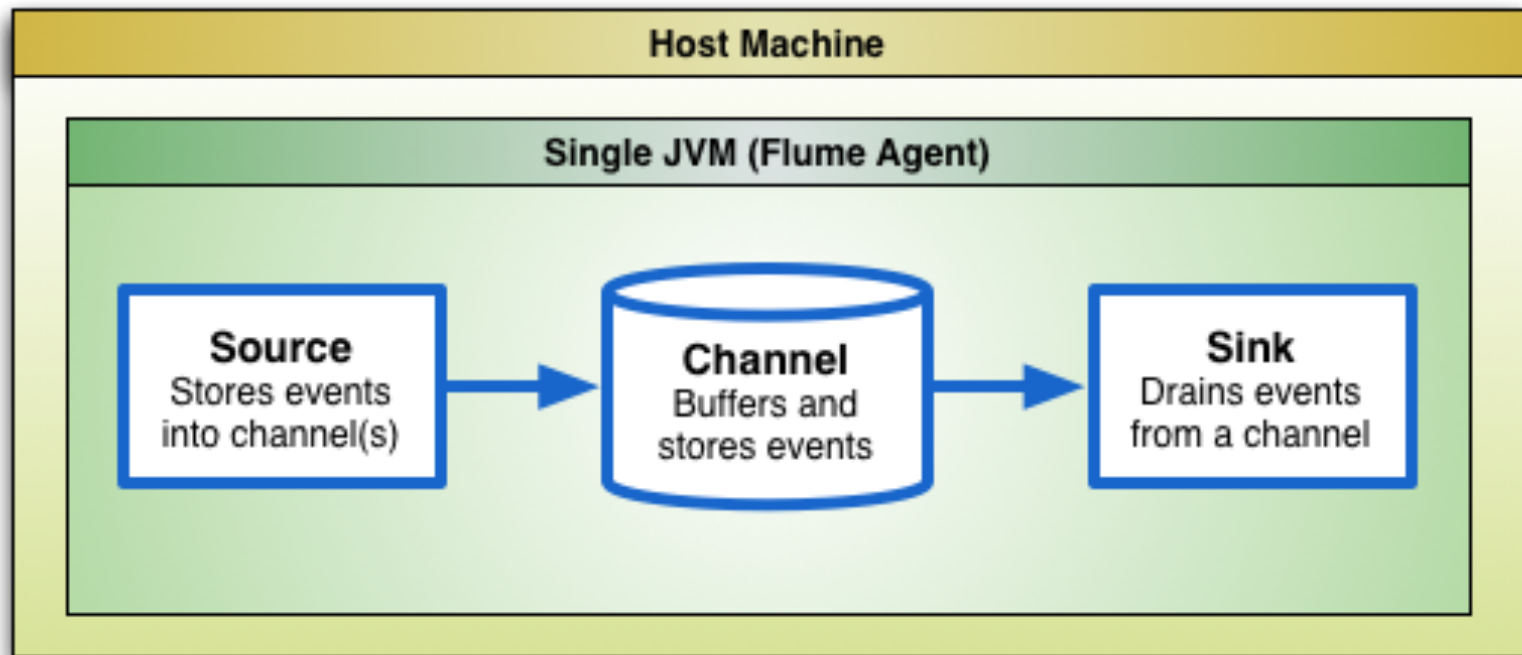 Host Machine
Single JVM (Flume Agent)
Source
Stores events
into channel(s)
Channel
Buffers and
stores events
Sink
Drains events
from a channel